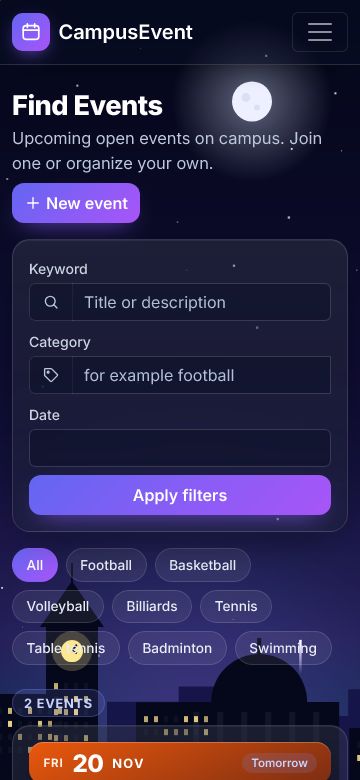 CampusEvent
Find Events
Upcoming open events on campus. Join
one or organize your own.
+ New event
Keyword
Title or description
Category
for example football
Date
Apply filters
All Football Basketball
Volleyball Billiards Tennis
Table Tennis Badminton Swimming
2 EVENTS
FRI 20 NOV Tomorrow